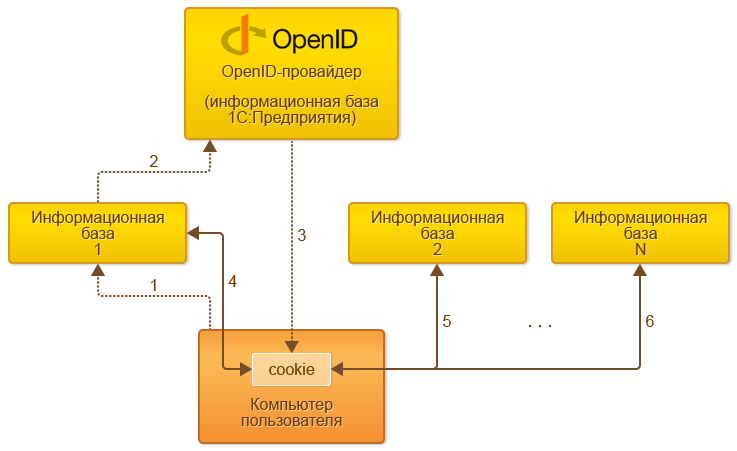 OpenID
OpenID-провайдер
(информационная база
1С:Предприятия)
2
Информационная
база
1
Информационная
база
2
Информационная
база
N
3
4
1
5
. . .
6
cookie
Компьютер
пользователя